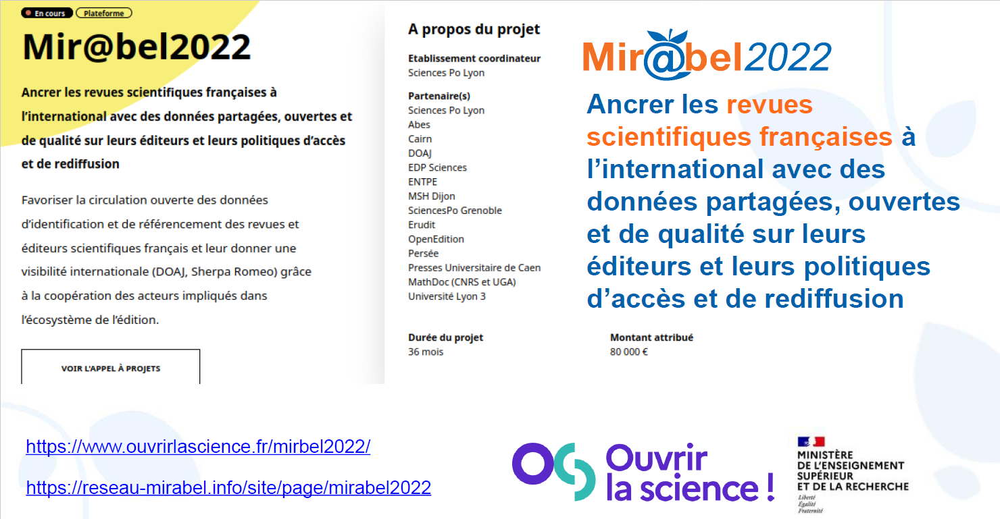 En cours
Plateforme
Mir@bel2022
Ancrer les revues scientifiques françaises à
l’international avec des données partagées, ouvertes et
de qualité sur leurs éditeurs et leurs politiques d’accès
et de rediffusion
Favoriser la circulation ouverte des données
d’identification et de référencement des revues et
éditeurs scientifiques français et leur donner une
visibilité internationale (DOAJ, Sherpa Romeo) grâce
à la coopération des acteurs impliqués dans
l’écosystème de l’édition.
VOIR L'APPEL À PROJETS
A propos du projet
Etablissement coordinateur
Sciences Po Lyon
Partenaire(s)
Sciences Po Lyon
Abes
Cairn
DOAJ
EDP Sciences
ENTPE
MSH Dijon
SciencesPo Grenoble
Erudit
OpenEdition
Persée
Presses Universitaire de Caen
MathDoc (CNRS et UGA)
Université Lyon 3
Durée du projet
36 mois
Montant attribué
80 000 €
Mir@bel2022
Ancrer les revues
scientifiques françaises à
l’international avec des
données partagées, ouvertes
et de qualité sur leurs
éditeurs et leurs politiques
d’accès et de rediffusion
https://www.ouvrirlascience.fr/mirbel2022/
https://reseau-mirabel.info/site/page/mirabel2022
OS
Ouvrir
la science !
MINISTÈRE
DE L'ENSEIGNEMENT
SUPÉRIEUR
ET DE LA RECHERCHE
Liberté
Égalité
Fraternité